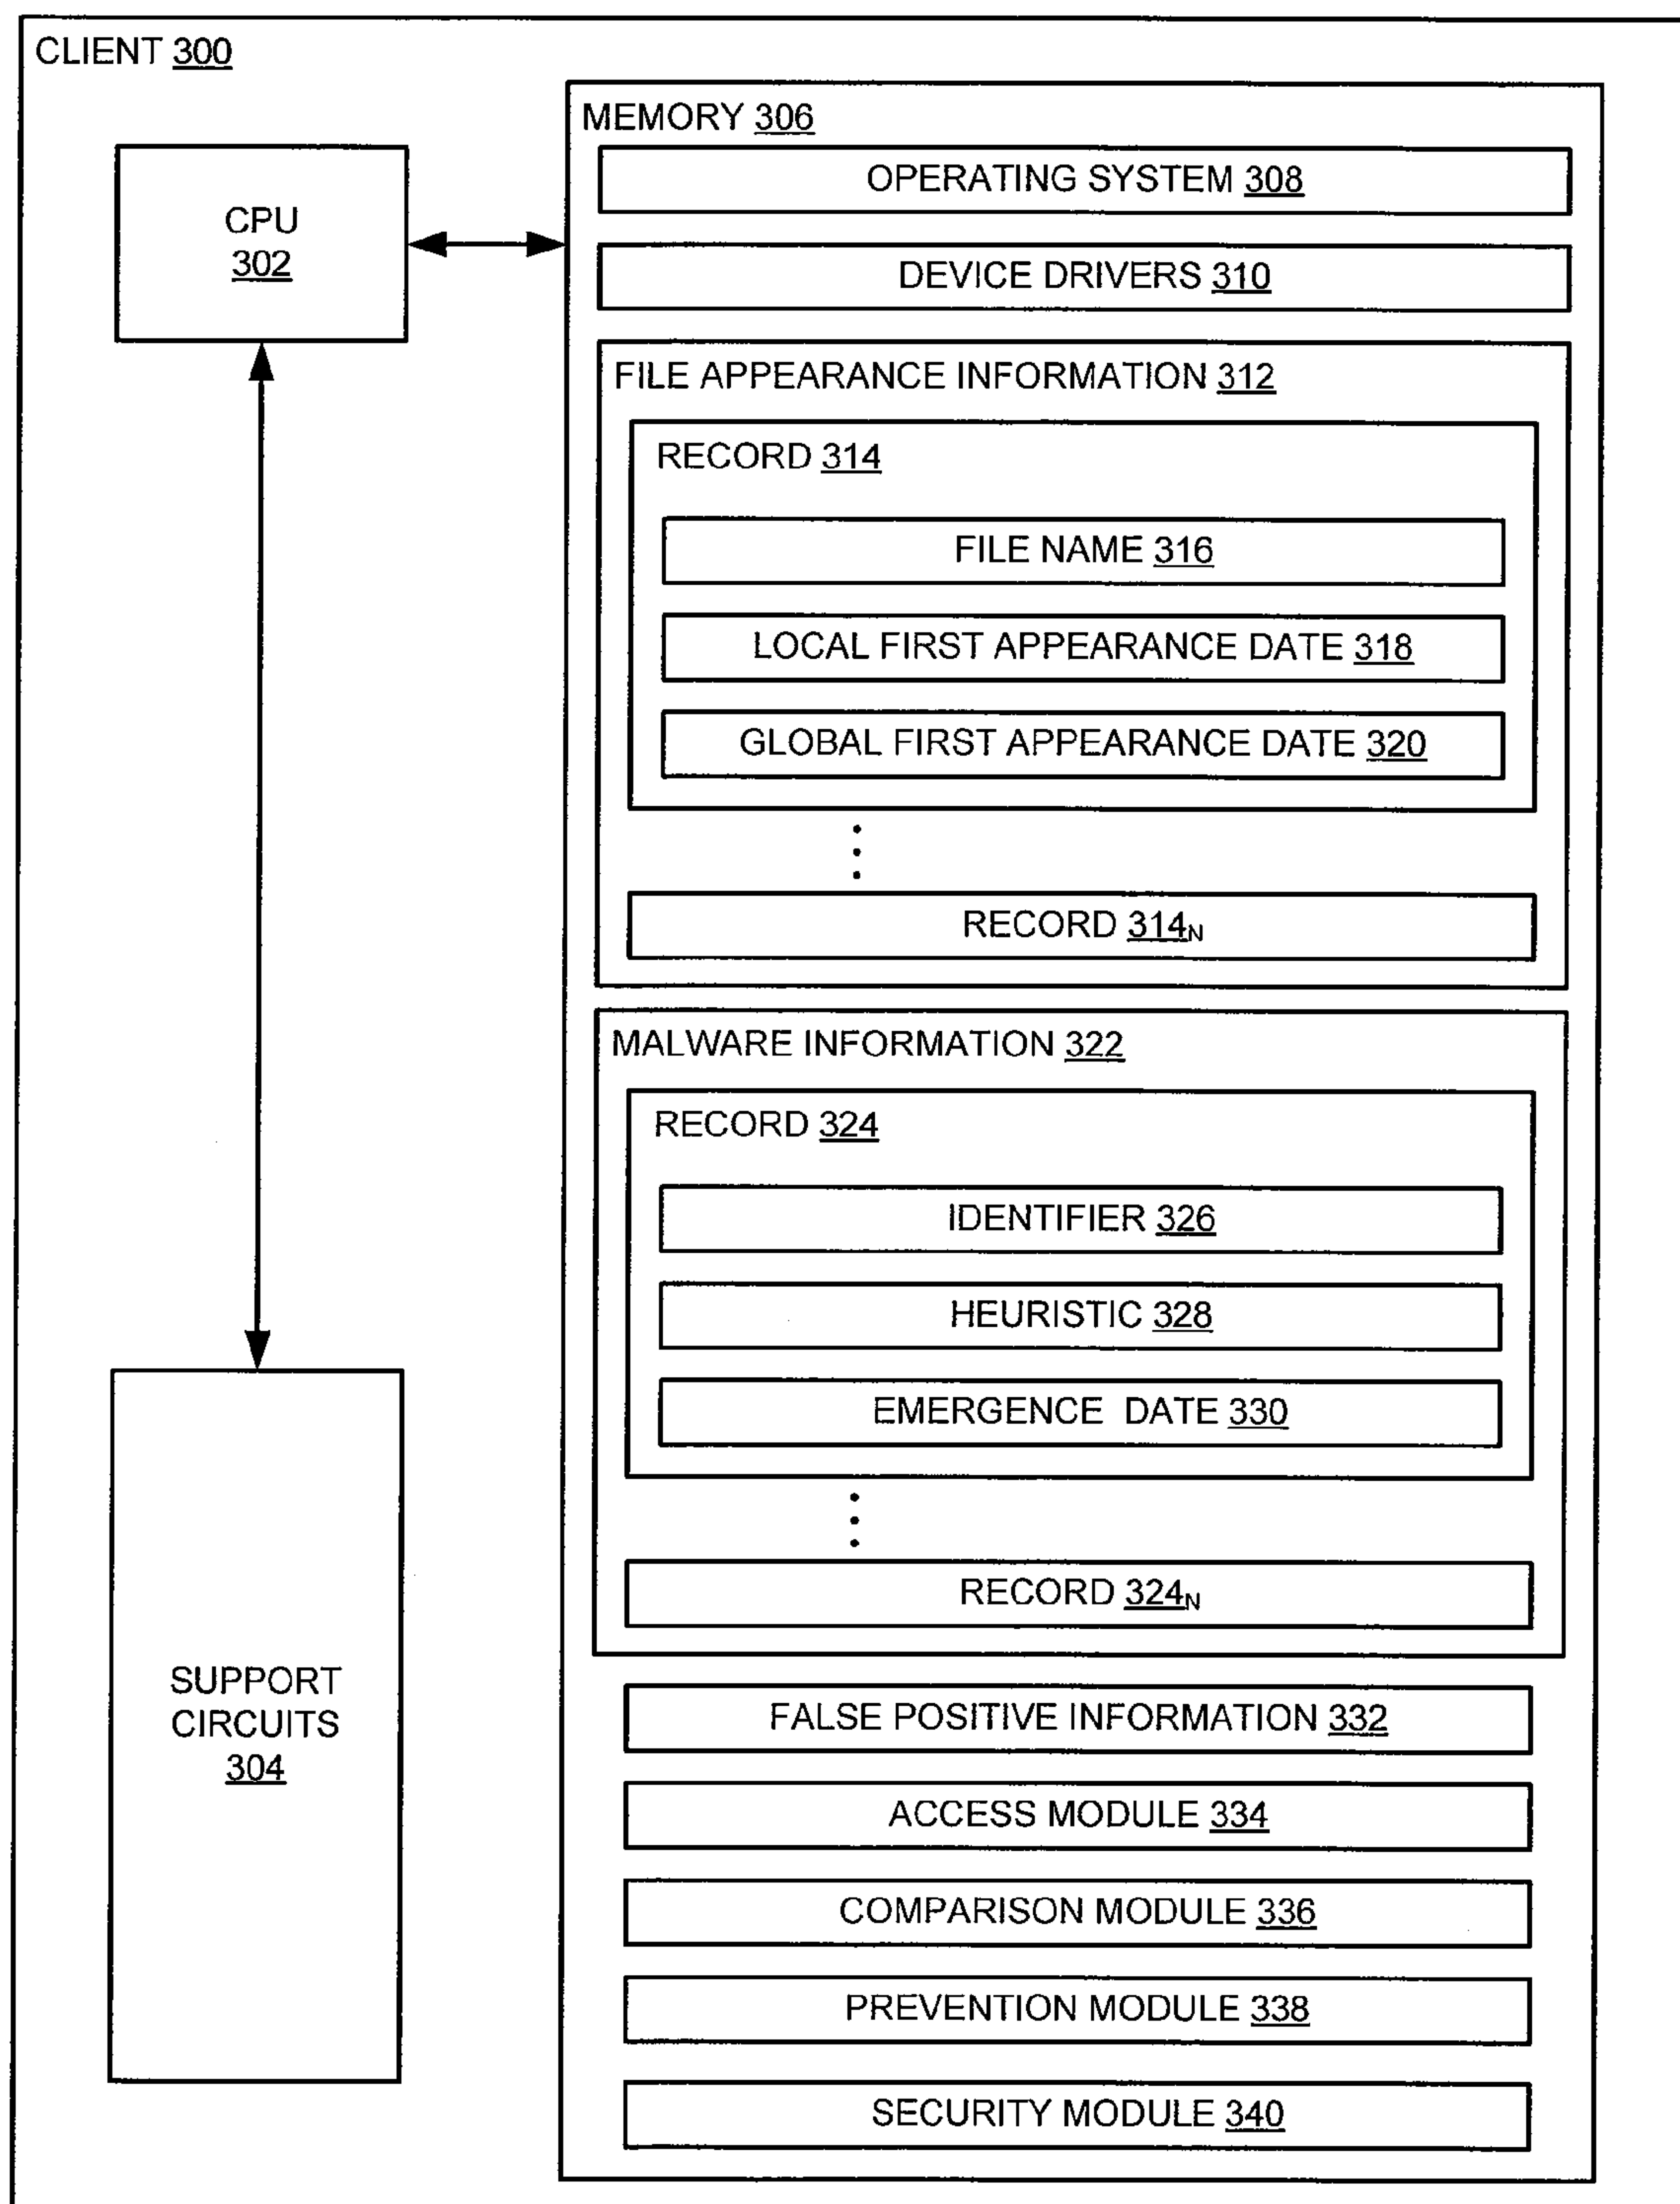 CLIENT 300
MEMORY 306
OPERATING SYSTEM 308
CPU
302
DEVICE DRIVERS 310
FILE APPEARANCE INFORMATION 312
RECORD 314
FILE NAME 316
LOCAL FIRST APPEARANCE DATE 318
GLOBAL FIRST APPEARANCE DATE 320
RECORD 314N
MALWARE INFORMATION 322
RECORD 324
IDENTIFIER 326
HEURISTIC 328
EMERGENCE DATE 330
RECORD 324N
SUPPORT
CIRCUITS
304
FALSE POSITIVE INFORMATION 332
ACCESS MODULE 334
COMPARISON MODULE 336
PREVENTION MODULE 338
SECURITY MODULE 340